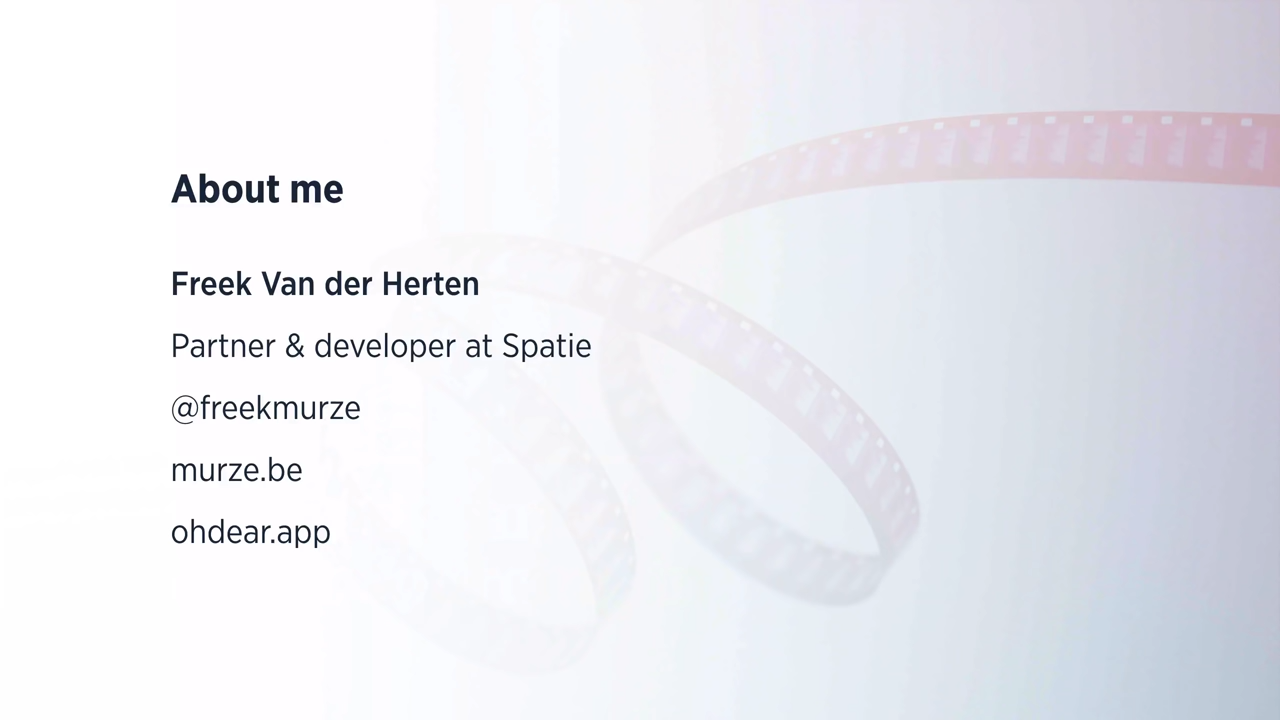 About me
Freek Van der Herten
Partner & developer at Spatie
@freekmurze
murze.be
ohdear.app